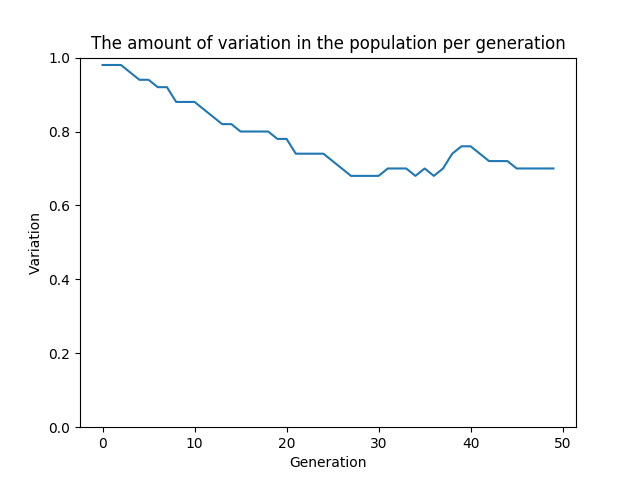 The amount of variation in the population per generation
1.0
0.8
0.6
0.4
0.2
0.0
Variation
0 10 20 30 40 50
Generation